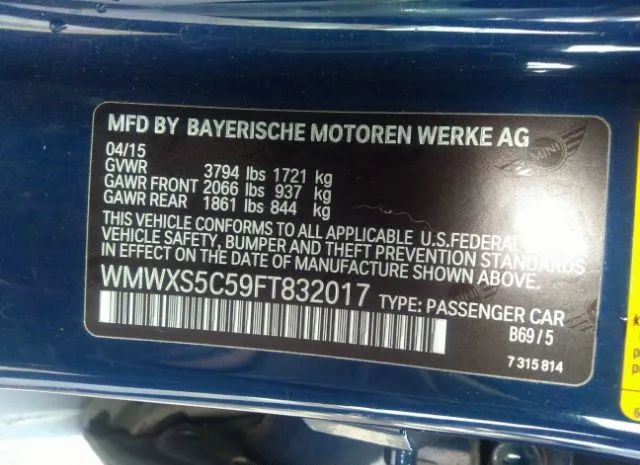 MFD BY BAYERISCHE MOTOREN WERKE AG
MINI
04/15
GVWR 3794 lbs 1721 kg
GAWR FRONT 2066 lbs 937 kg
GAWR REAR 1861 lbs 844 kg
THIS VEHICLE CONFORMS TO ALL APPLICABLE U.S.FEDERAL
VEHICLE SAFETY, BUMPER AND THEFT PREVENTION STANDARDS
IN EFFECT ON THE DATE OF MANUFACTURE SHOWN ABOVE.
WMWXS5C59FT832017 TYPE: PASSENGER CAR
B69/5
7 315 814